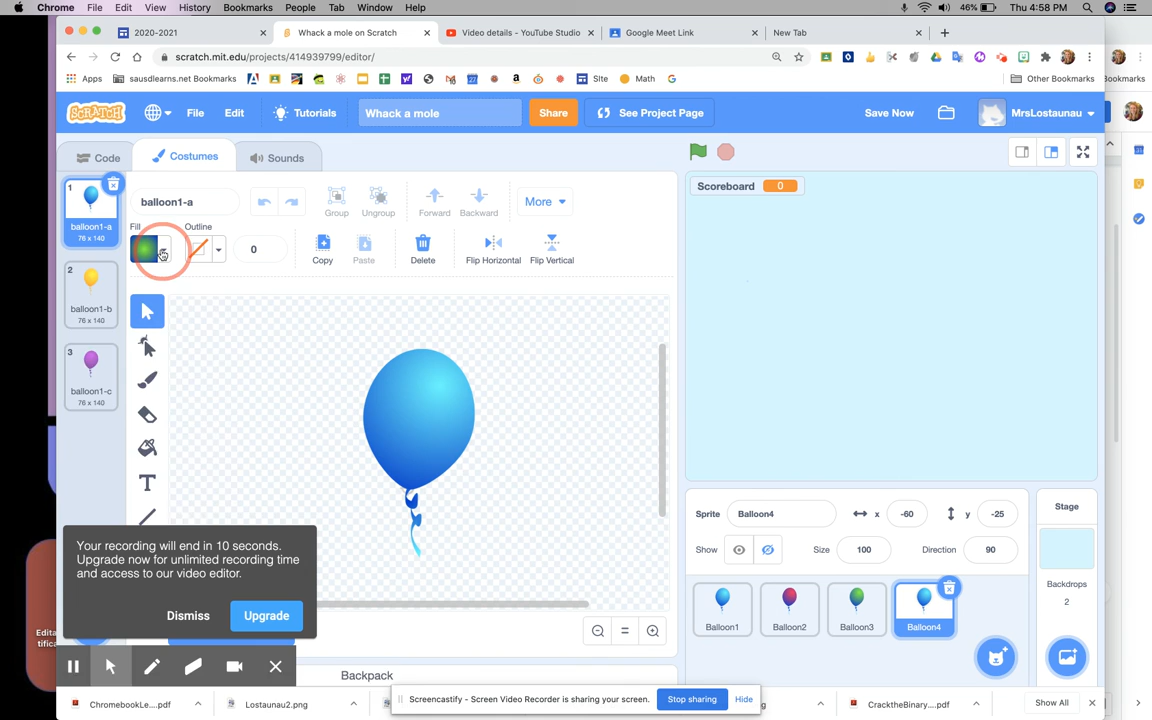 Chrome File Edit View Bookmarks People Tab Window Help 46% Thu 4:58 PM
2020-2021 Whack a mole on Scratch Video details - YouTube Studio Google Meet Link New Tab
scratch.mit.edu/projects/414939799/editor/
Apps sausdlearns.net Bookmarks Site Math Other Bookmarks ookmarks
SCRATCH File Edit Tutorials Whack a mole Share See Project Page Save Now MrsLostaunau
Code Costumes Sounds
1
balloon1-a
76 x 140
2
balloon1-b
76 x 140
3
balloon1-c
76 x 140
balloon1-a Group Ungroup Forward Backward More
Fill Outline
0 Copy Paste Delete Flip Horizontal Flip Vertical
T
Scoreboard 0
Sprite Balloon4 x -60 y -25
Show Size 100 Direction 90
Balloon1 Balloon2 Balloon3 Balloon4
Stage
Backdrops
2
Your recording will end in 10 seconds.
Upgrade now for unlimited recording time
and access to our video editor.
Dismiss Upgrade
Backpack
Edita
tifica
Screencastify - Screen Video Recorder is sharing your screen. Stop sharing Hide
ChromebookLe....pdf Lostaunau2.png CracktheBinary....pdf Show All